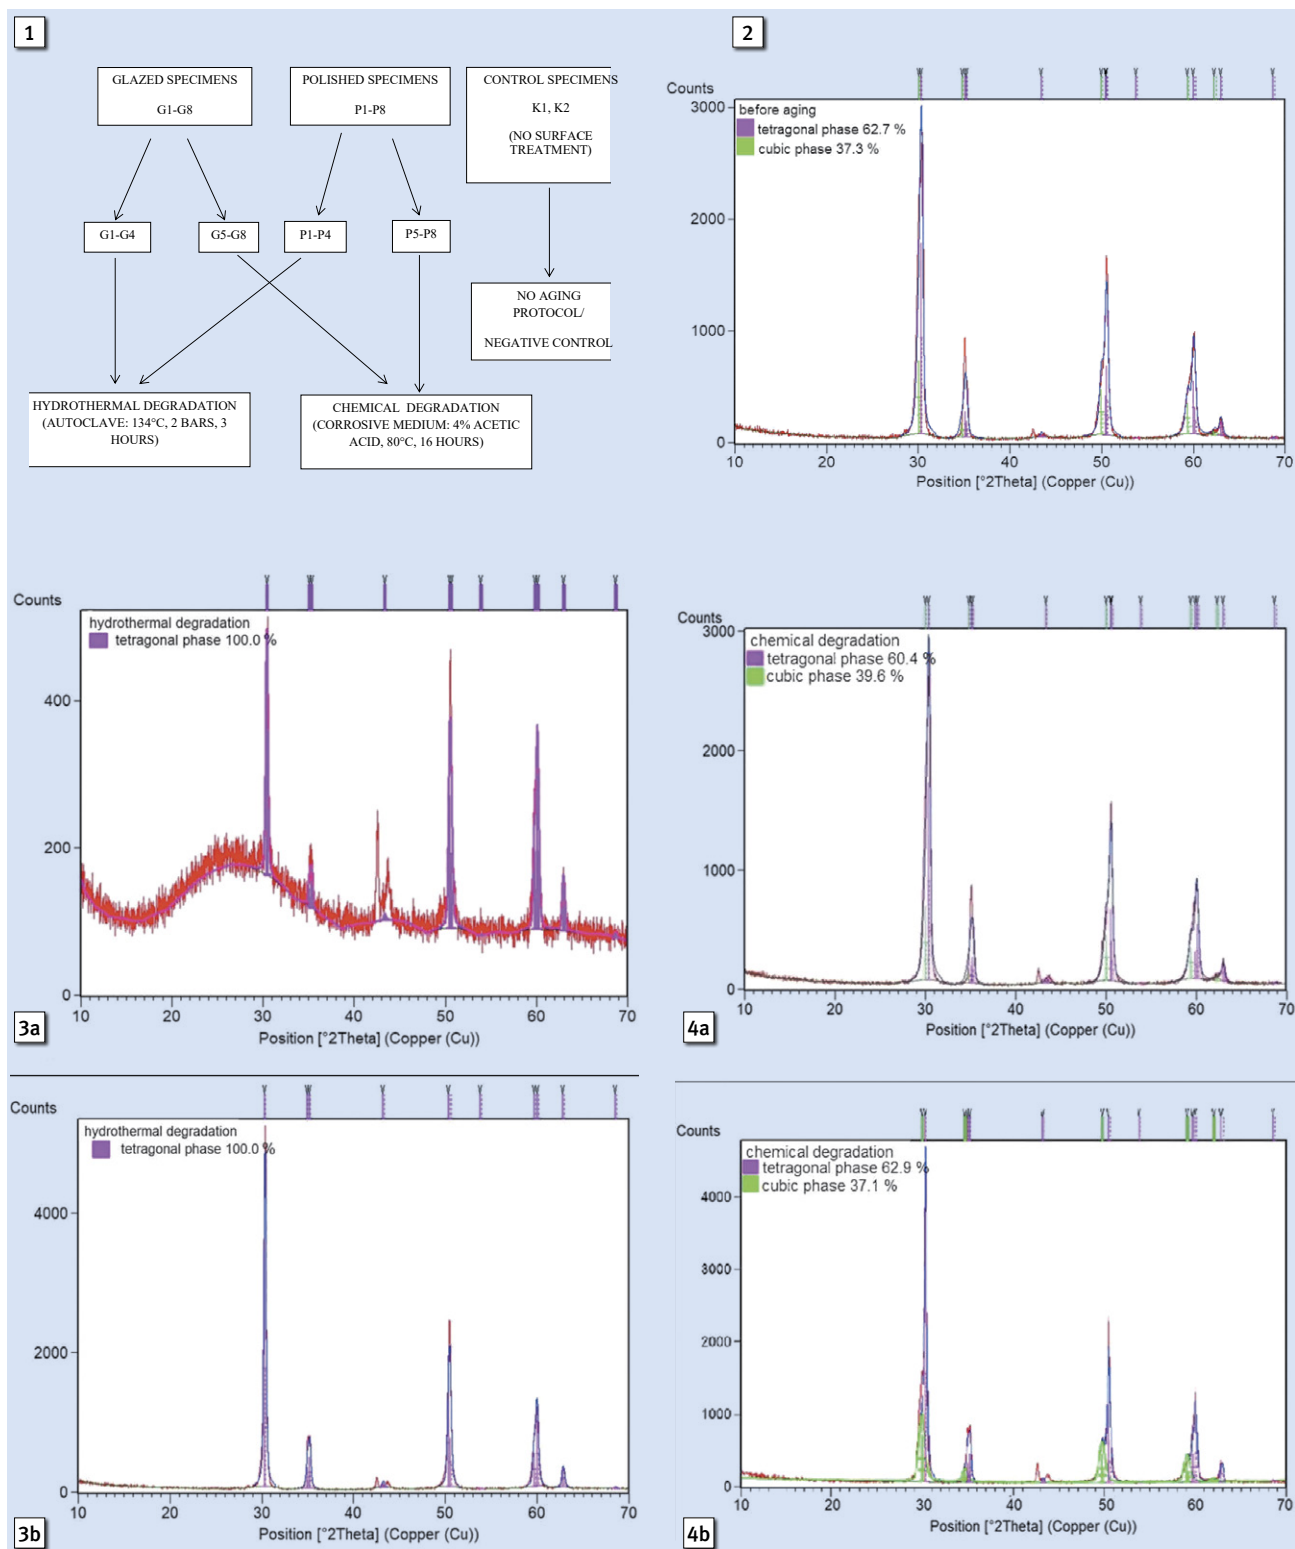 1
GLAZED SPECIMENS
G1-G8
POLISHED SPECIMENS
P1-P8
CONTROL SPECIMENS
K1, K2
(NO SURFACE
TREATMENT)
G1-G4
G5-G8
P1-P4
P5-P8
NO AGING
PROTOCOL/
NEGATIVE CONTROL
HYDROTHERMAL DEGRADATION
(AUTOCLAVE: 134°C, 2 BARS, 3
HOURS)
CHEMICAL DEGRADATION
(CORROSIVE MEDIUM: 4% ACETIC
ACID, 80°C, 16 HOURS)
2
Counts
3000
before aging
tetragonal phase 62.7 %
cubic phase 37.3 %
2000
1000
0
10 20 30 40 50 60 70
Position [°2Theta] (Copper (Cu))
Counts
hydrothermal degradation
tetragonal phase 100.0 %
400
200
0
10 20 30 40 50 60 70
3a
Position [°2Theta] (Copper (Cu))
Counts
3000
chemical degradation
tetragonal phase 60.4 %
cubic phase 39.6 %
2000
1000
0
10 20 30 40 50 60 70
4a
Position [°2Theta] (Copper (Cu))
Counts
hydrothermal degradation
tetragonal phase 100.0 %
4000
2000
0
10 20 30 40 50 60 70
3b
Position [°2Theta] (Copper (Cu))
Counts
chemical degradation
tetragonal phase 62.9 %
cubic phase 37.1 %
4000
3000
2000
1000
0
10 20 30 40 50 60 70
4b
Position [°2Theta] (Copper (Cu))